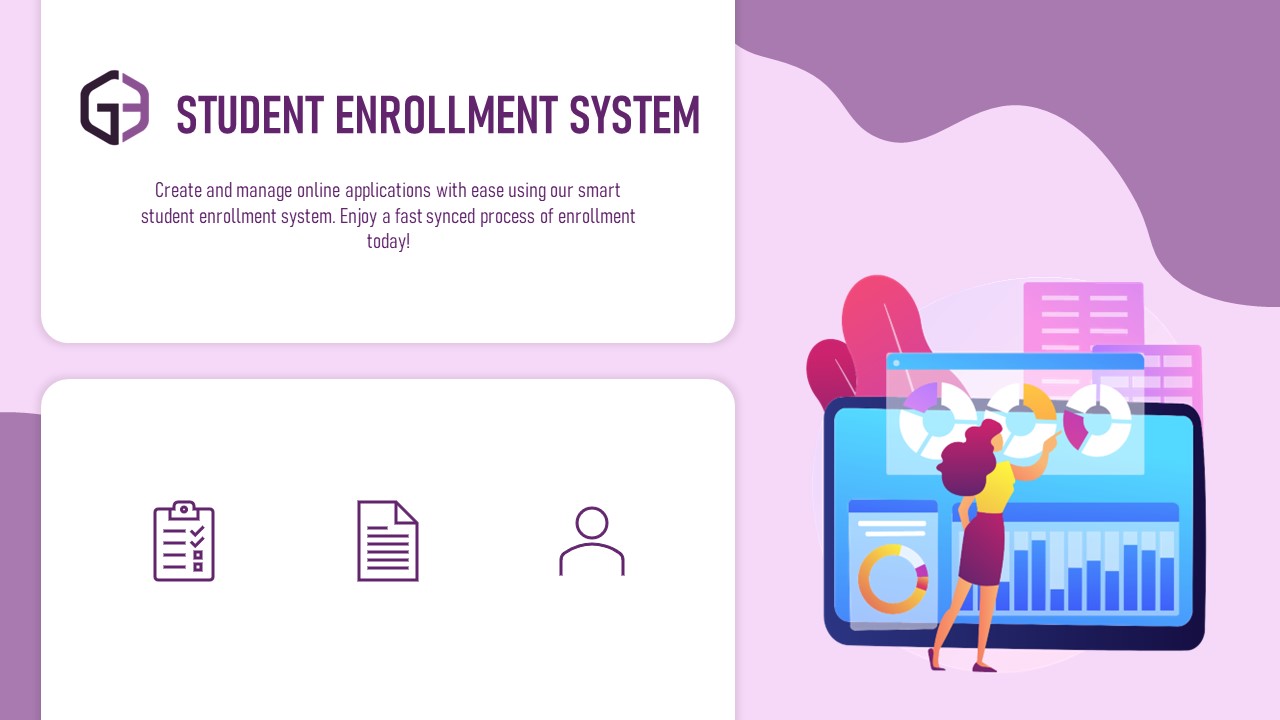 G3
STUDENT ENROLLMENT SYSTEM
Create and manage online applications with ease using our smart
student enrollment system. Enjoy a fast synced process of enrollment
today!